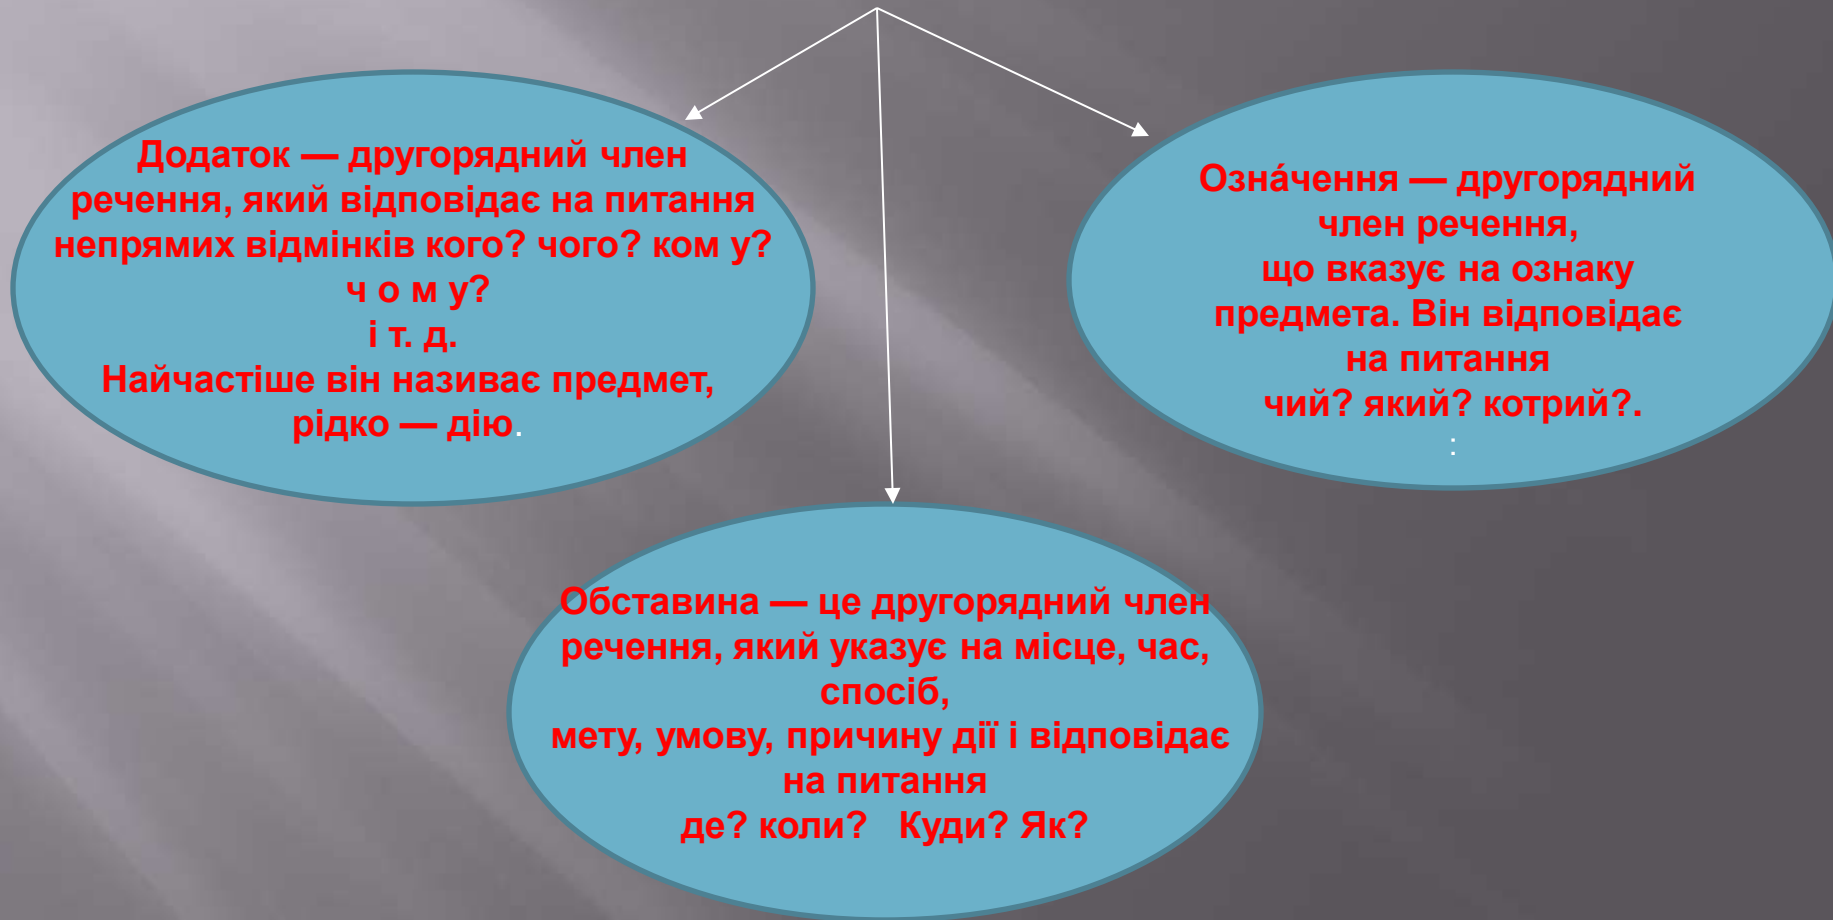 Додаток — другорядний член
речення, який відповідає на питання
непрямих відмінків кого? чого? ком у?
ч о м у?
і т. д.
Найчастіше він називає предмет,
рідко — дію.
Озна́чення — другорядний
член речення,
що вказує на ознаку
предмета. Він відповідає
на питання
чий? який? котрий?.
:
Обставина — це другорядний член
речення, який указує на місце, час,
спосіб,
мету, умову, причину дії і відповідає
на питання
де? коли?   Куди? Як?